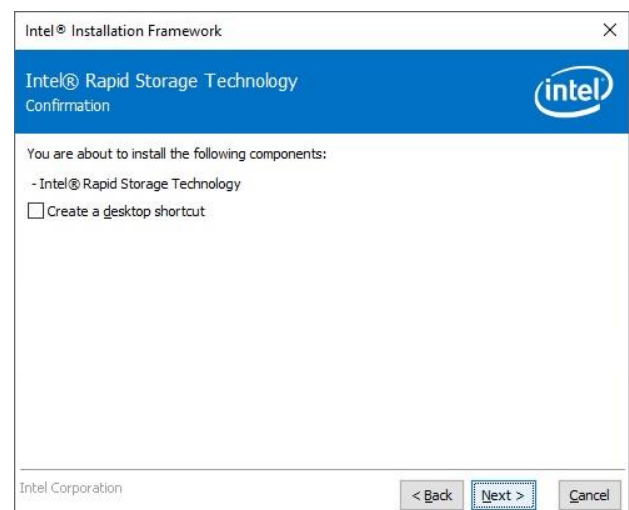 Intel® Installation Framework
Intel® Rapid Storage Technology
Confirmation
intel
You are about to install the following components:
- Intel® Rapid Storage Technology
Create a desktop shortcut
Intel Corporation
< Back Next > Cancel